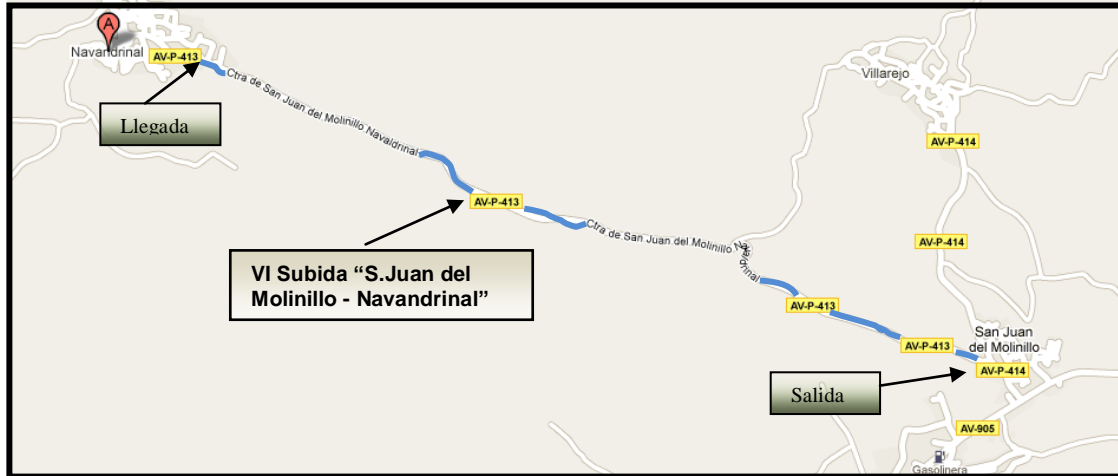 A
Navandrinal
AV-P-413
Llegada
Ctra de San Juan del Molinillo Navaldrinal
AV-P-413
VI Subida “S.Juan del
Molinillo - Navandrinal”
Ctra de San Juan del Molinillo
Villarejo
AV-P-414
AV-P-414
AV-P-413
AV-P-413
San Juan
del Molinillo
AV-P-414
Salida
AV-905
Gasolinera